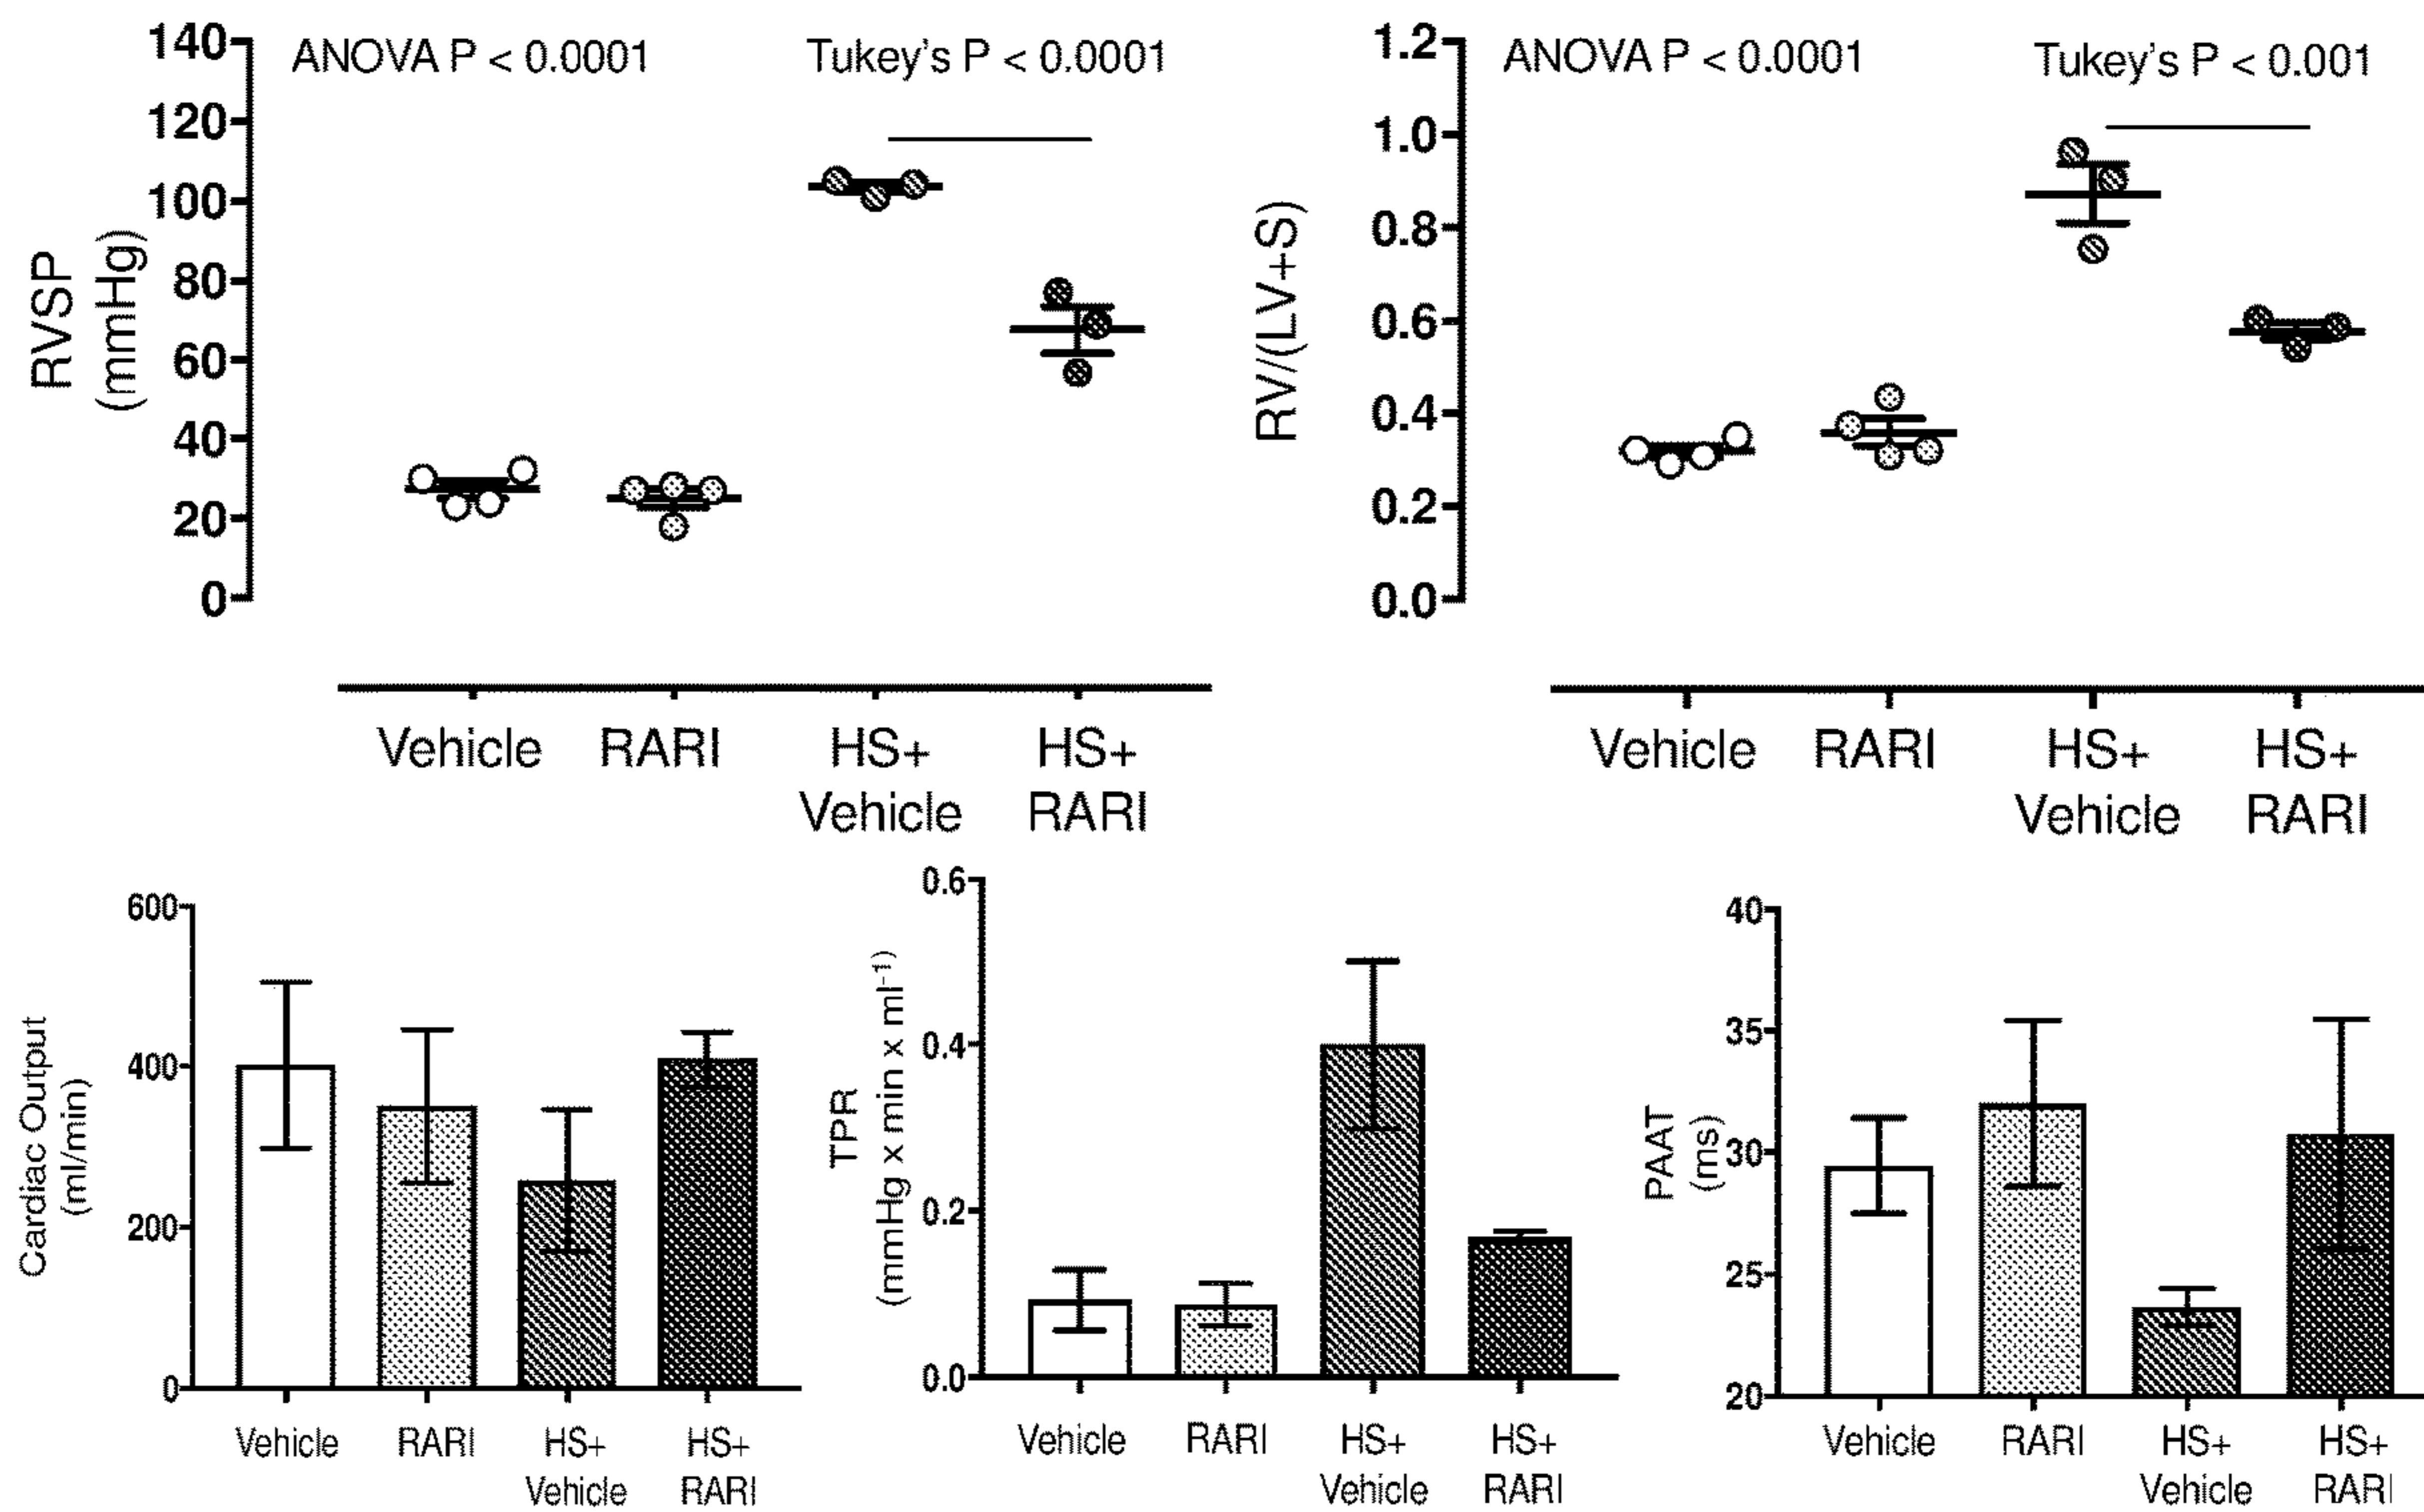 140
120
100
80
60
40
20
0
RVSP
(mmHg)
ANOVA P < 0.0001
Tukey's P < 0.0001
Vehicle
RARI
HS+
Vehicle
HS+
RARI
1.2
1.0
0.8
0.6
0.4
0.2
0.0
RV/(LV+S)
ANOVA P < 0.0001
Tukey's P < 0.001
Vehicle
RARI
HS+
Vehicle
HS+
RARI
600
400
200
0
Cardiac Output
(ml/min)
Vehicle
RARI
HS+
Vehicle
HS+
RARI
0.6
0.4
0.2
0.0
TPR
(mmHg x min x ml⁻¹)
Vehicle
RARI
HS+
Vehicle
HS+
RARI
40
35
30
25
20
PAAT
(ms)
Vehicle
RARI
HS+
Vehicle
HS+
RARI